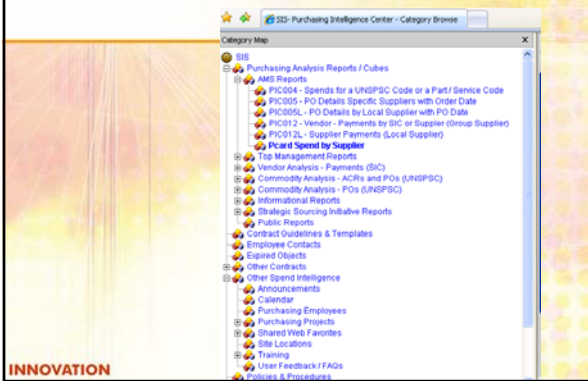 SIS- Purchasing Intelligence Center - Category Browse
Category Map x
SIS
Purchasing Analysis Reports / Cubes
AMS Reports
PIC004 - Spends for a UNSPSC Code or a Part / Service Code
PIC005 - PO Details Specific Suppliers with Order Date
PIC005L - PO Details by Local Supplier with PO Date
PIC012 - Vendor - Payments by SIC or Suppler (Group Supplier)
PIC012L - Supplier Payments (Local Supplier)
Pcard Spend by Supplier
Top Management Reports
Vendor Analysis - Payments (SIC)
Commodity Analysis - ACRs and POs (UNSPSC)
Commodity Analysis - POs (UNSPSC)
Informational Reports
Strategic Sourcing Initiative Reports
Public Reports
Contract Guidelines & Templates
Employee Contacts
Expired Objects
Other Contracts
Other Spend Intelligence
Announcements
Calendar
Purchasing Employees
Purchasing Projects
Shared Web Favorites
Site Locations
Training
User Feedback / FAQs
Policies & Procedures
INNOVATION